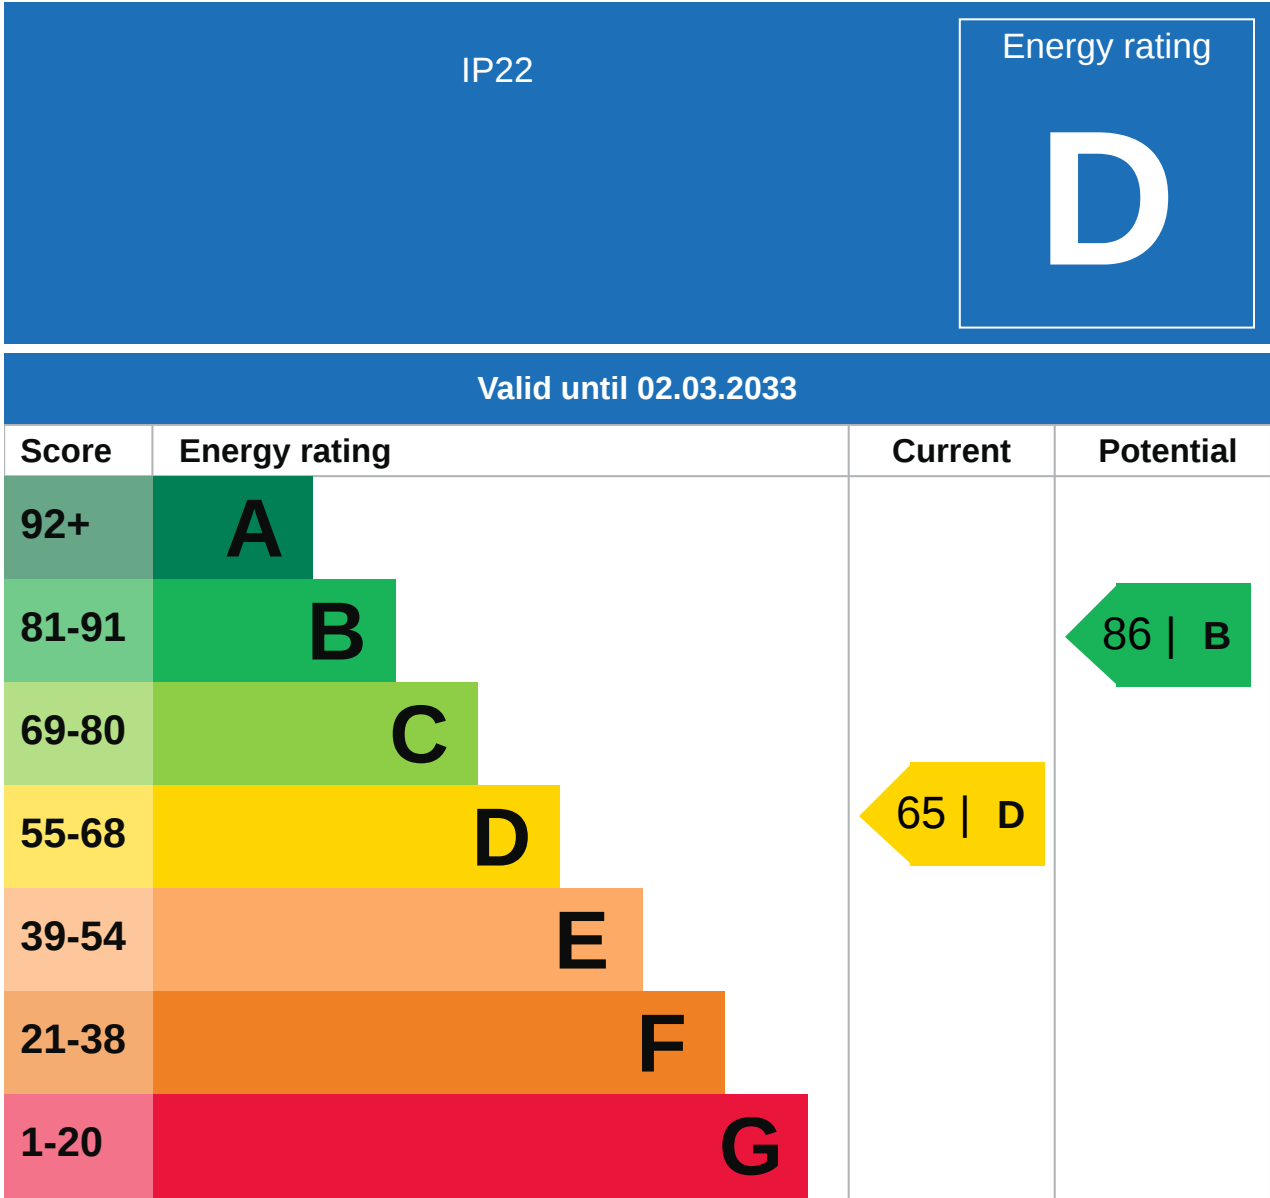 IP22
Energy rating
D
Valid until 02.03.2033
Score Energy rating Current Potential
92+ A
81-91 B 86 | B
69-80 C
65 | D
55-68 D
39-54 E
21-38 F
1-20 G